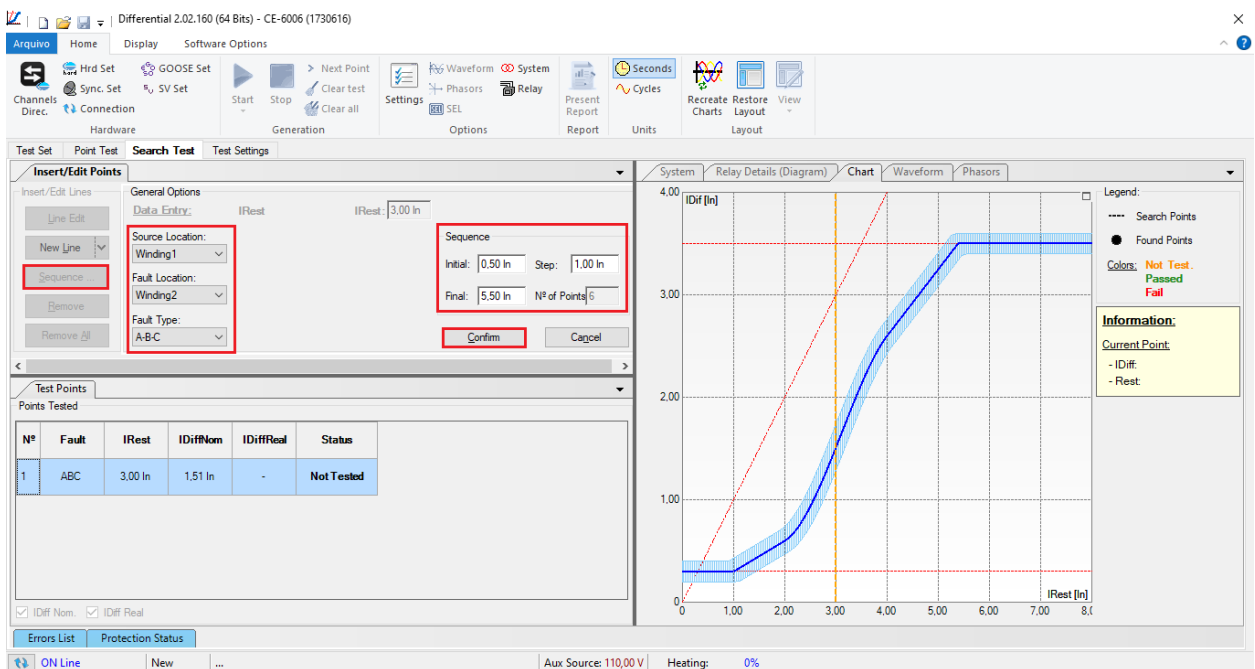 Differential 2.02.160 (64 Bits) - CE-6006 (1730616)
Arquivo Home Display Software Options
Channels Direc.
Hrd Set
Sync. Set
Connection
GOOSE Set
SV Set
Hardware
Start
Stop
Next Point
Clear test
Clear all
Generation
Settings
Waveform
Phasors
SEL
System
Relay
Options
Present Report
Report
Seconds
Cycles
Units
Recreate Charts
Restore Layout
View
Layout
Test Set Point Test Search Test Test Settings
Insert/Edit Points
Insert/Edit Lines
Line Edit
New Line
Sequence ...
Remove
Remove All
General Options
Data Entry: IRest IRest: 3,00 In
Source Location:
Winding1
Fault Location:
Winding2
Fault Type:
A-B-C
Sequence
Initial: 0,50 In Step: 1,00 In
Final: 5,50 In Nº of Points 6
Confirm Cancel
Test Points
Points Tested
Nº Fault IRest IDiffNom IDiffReal Status
1 ABC 3,00 In 1,51 In - Not Tested
IDiff Nom. IDiff Real
System Relay Details (Diagram) Chart Waveform Phasors
IDif [In]
4,00
3,00
2,00
1,00
0
0 1,00 2,00 3,00 4,00 5,00 6,00 7,00 8,(
IRest [In]
Legend:
Search Points
Found Points
Colors: Not Test.
Passed
Fail
Information:
Current Point:
- IDiff:
- Rest:
Errors List Protection Status
ON Line New ... Aux Source: 110,00 V Heating: 0%